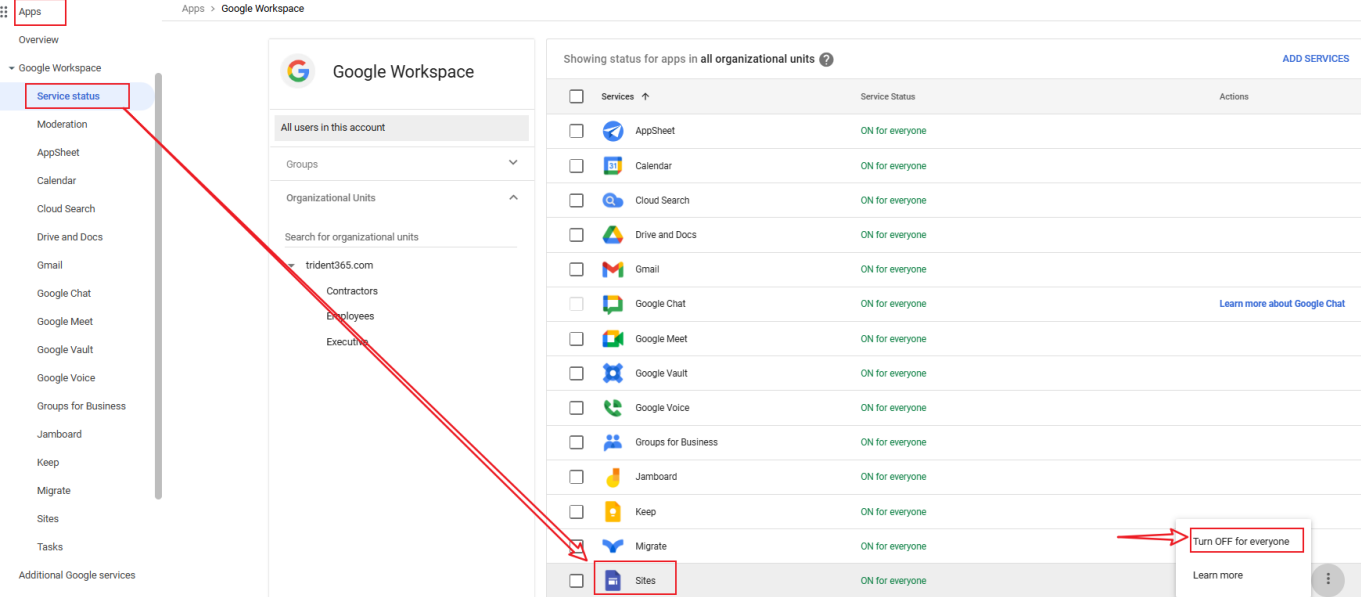 Apps
Overview
Google Workspace
Service status
Moderation
AppSheet
Calendar
Cloud Search
Drive and Docs
Gmail
Google Chat
Google Meet
Google Vault
Google Voice
Groups for Business
Jamboard
Keep
Migrate
Sites
Tasks
Additional Google services
Apps > Google Workspace
Google Workspace
All users in this account
Groups
Organizational Units
Search for organizational units
trident365.com
Contractors
Employees
Executive
Showing status for apps in all organizational units ?
ADD SERVICES
Services ↑ Service Status Actions
AppSheet ON for everyone
31 Calendar ON for everyone
Cloud Search ON for everyone
Drive and Docs ON for everyone
Gmail ON for everyone
Google Chat ON for everyone Learn more about Google Chat
Google Meet ON for everyone
Google Vault ON for everyone
Google Voice ON for everyone
Groups for Business ON for everyone
Jamboard ON for everyone
Keep ON for everyone
Migrate ON for everyone
Sites ON for everyone
Turn OFF for everyone
Learn more